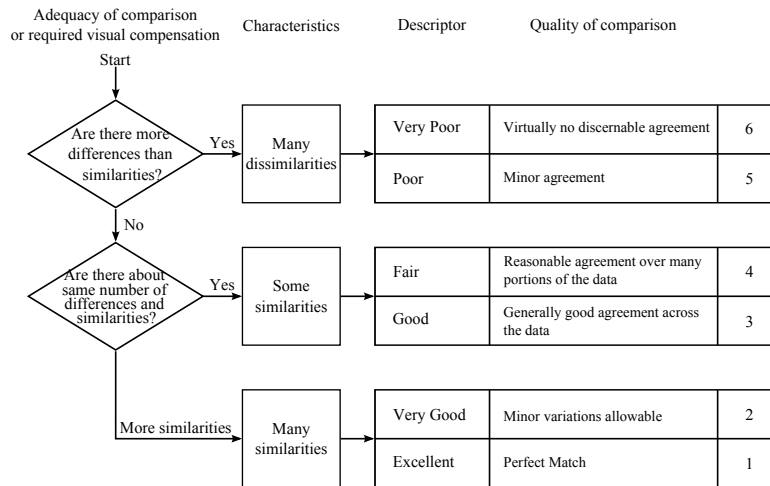 Adequacy of comparison
or required visual compensation
Characteristics
Descriptor
Quality of comparison
Start
Are there more
differences than
similarities?
Yes
Many
dissimilarities
Very Poor
Virtually no discernable agreement
6
Poor
Minor agreement
5
No
Are there about
same number of
differences and
similarities?
Yes
Some
similarities
Fair
Reasonable agreement over many
portions of the data
4
Good
Generally good agreement across
the data
3
More similarities
Many
similarities
Very Good
Minor variations allowable
2
Excellent
Perfect Match
1